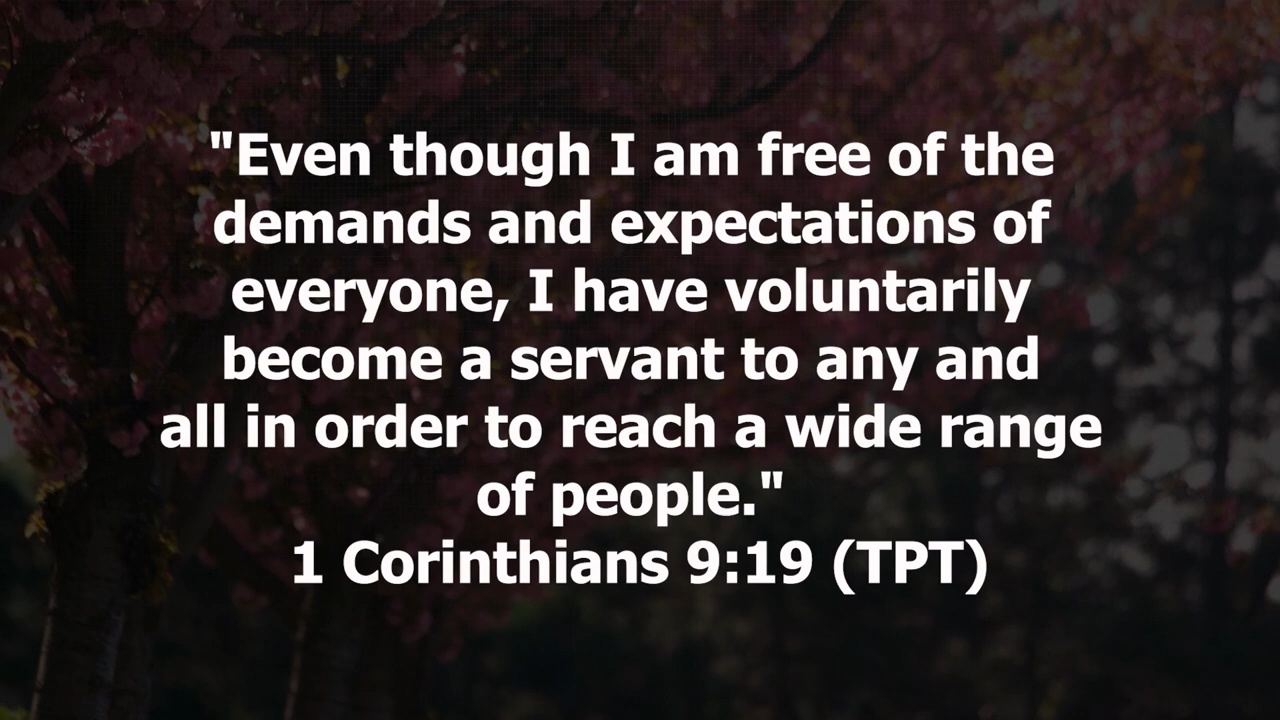 "Even though I am free of the
demands and expectations of
everyone, I have voluntarily
become a servant to any and
all in order to reach a wide range
of people."
1 Corinthians 9:19 (TPT)